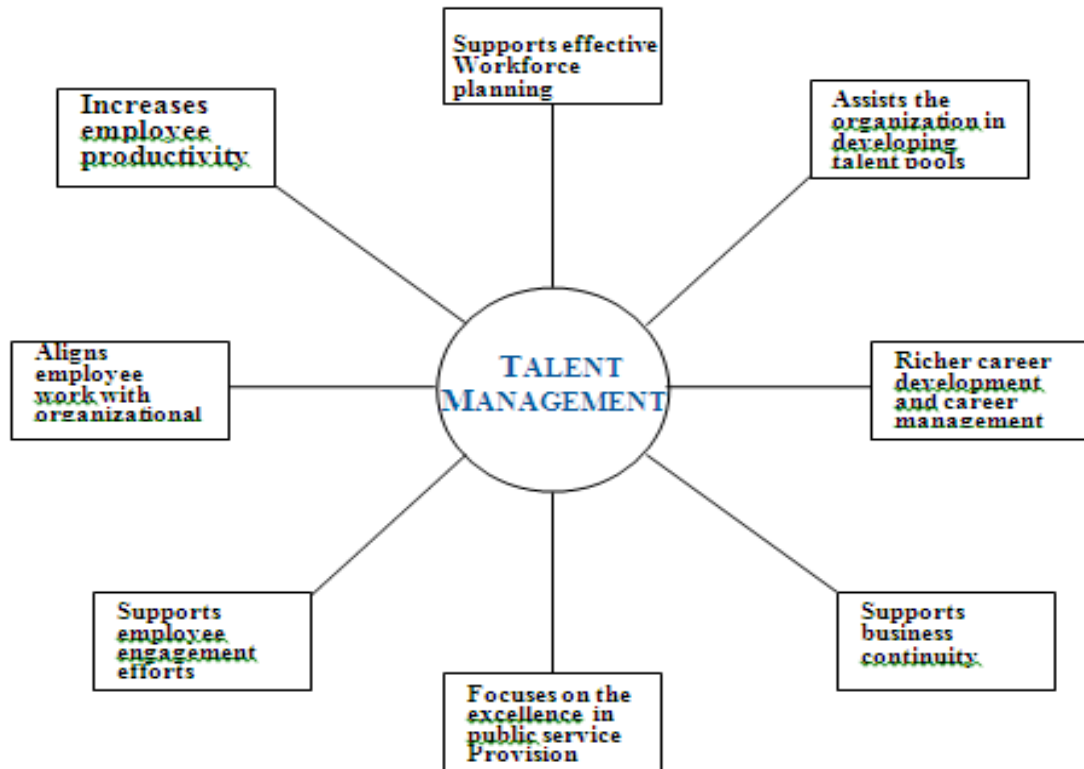 Supports effective
Workforce
planning
Increases
employee
productivity
Assists the
organization in
developing
talent pools
TALENT
MANAGEMENT
Aligns
employee
work with
organizational
Richer career
development
and career
management
Supports
employee
engagement
efforts
Supports
business
continuity
Focuses on the
excellence in
public service
Provision